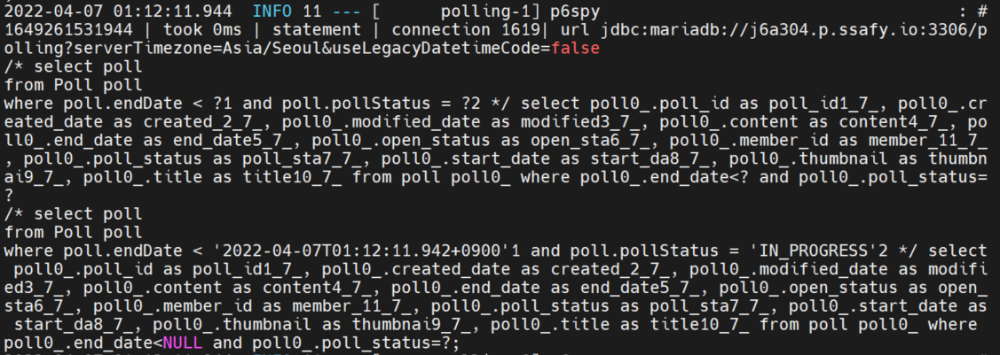 2022-04-07 01:12:11.944  INFO 11 --- [      polling-1] p6spy                                    : #
1649261531944 | took 0ms | statement | connection 1619| url jdbc:mariadb://j6a304.p.ssafy.io:3306/p
olling?serverTimezone=Asia/Seoul&useLegacyDatetimeCode=false
/* select poll
from Poll poll
where poll.endDate < ?1 and poll.pollStatus = ?2 */ select poll0_.poll_id as poll_id1_7_, poll0_.cr
eated_date as created_2_7_, poll0_.modified_date as modified3_7_, poll0_.content as content4_7_, po
ll0_.end_date as end_date5_7_, poll0_.open_status as open_sta6_7_, poll0_.member_id as member_11_7_
, poll0_.poll_status as poll_sta7_7_, poll0_.start_date as start_da8_7_, poll0_.thumbnail as thumbn
ai9_7_, poll0_.title as title10_7_ from poll poll0_ where poll0_.end_date<? and poll0_.poll_status=
?
/* select poll
from Poll poll
where poll.endDate < '2022-04-07T01:12:11.942+0900'1 and poll.pollStatus = 'IN_PROGRESS'2 */ select
 poll0_.poll_id as poll_id1_7_, poll0_.created_date as created_2_7_, poll0_.modified_date as modifi
ed3_7_, poll0_.content as content4_7_, poll0_.end_date as end_date5_7_, poll0_.open_status as open_
sta6_7_, poll0_.member_id as member_11_7_, poll0_.poll_status as poll_sta7_7_, poll0_.start_date as
 start_da8_7_, poll0_.thumbnail as thumbnai9_7_, poll0_.title as title10_7_ from poll poll0_ where
poll0_.end_date<NULL and poll0_.poll_status=?;